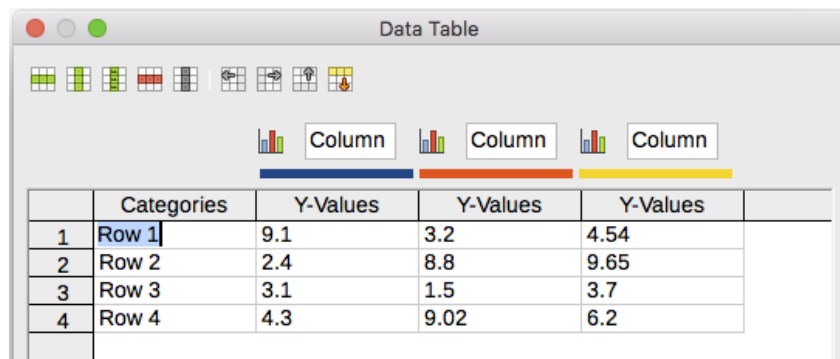 Data Table
Column Column Column
Categories Y-Values Y-Values Y-Values
1 Row 1 9.1 3.2 4.54
2 Row 2 2.4 8.8 9.65
3 Row 3 3.1 1.5 3.7
4 Row 4 4.3 9.02 6.2